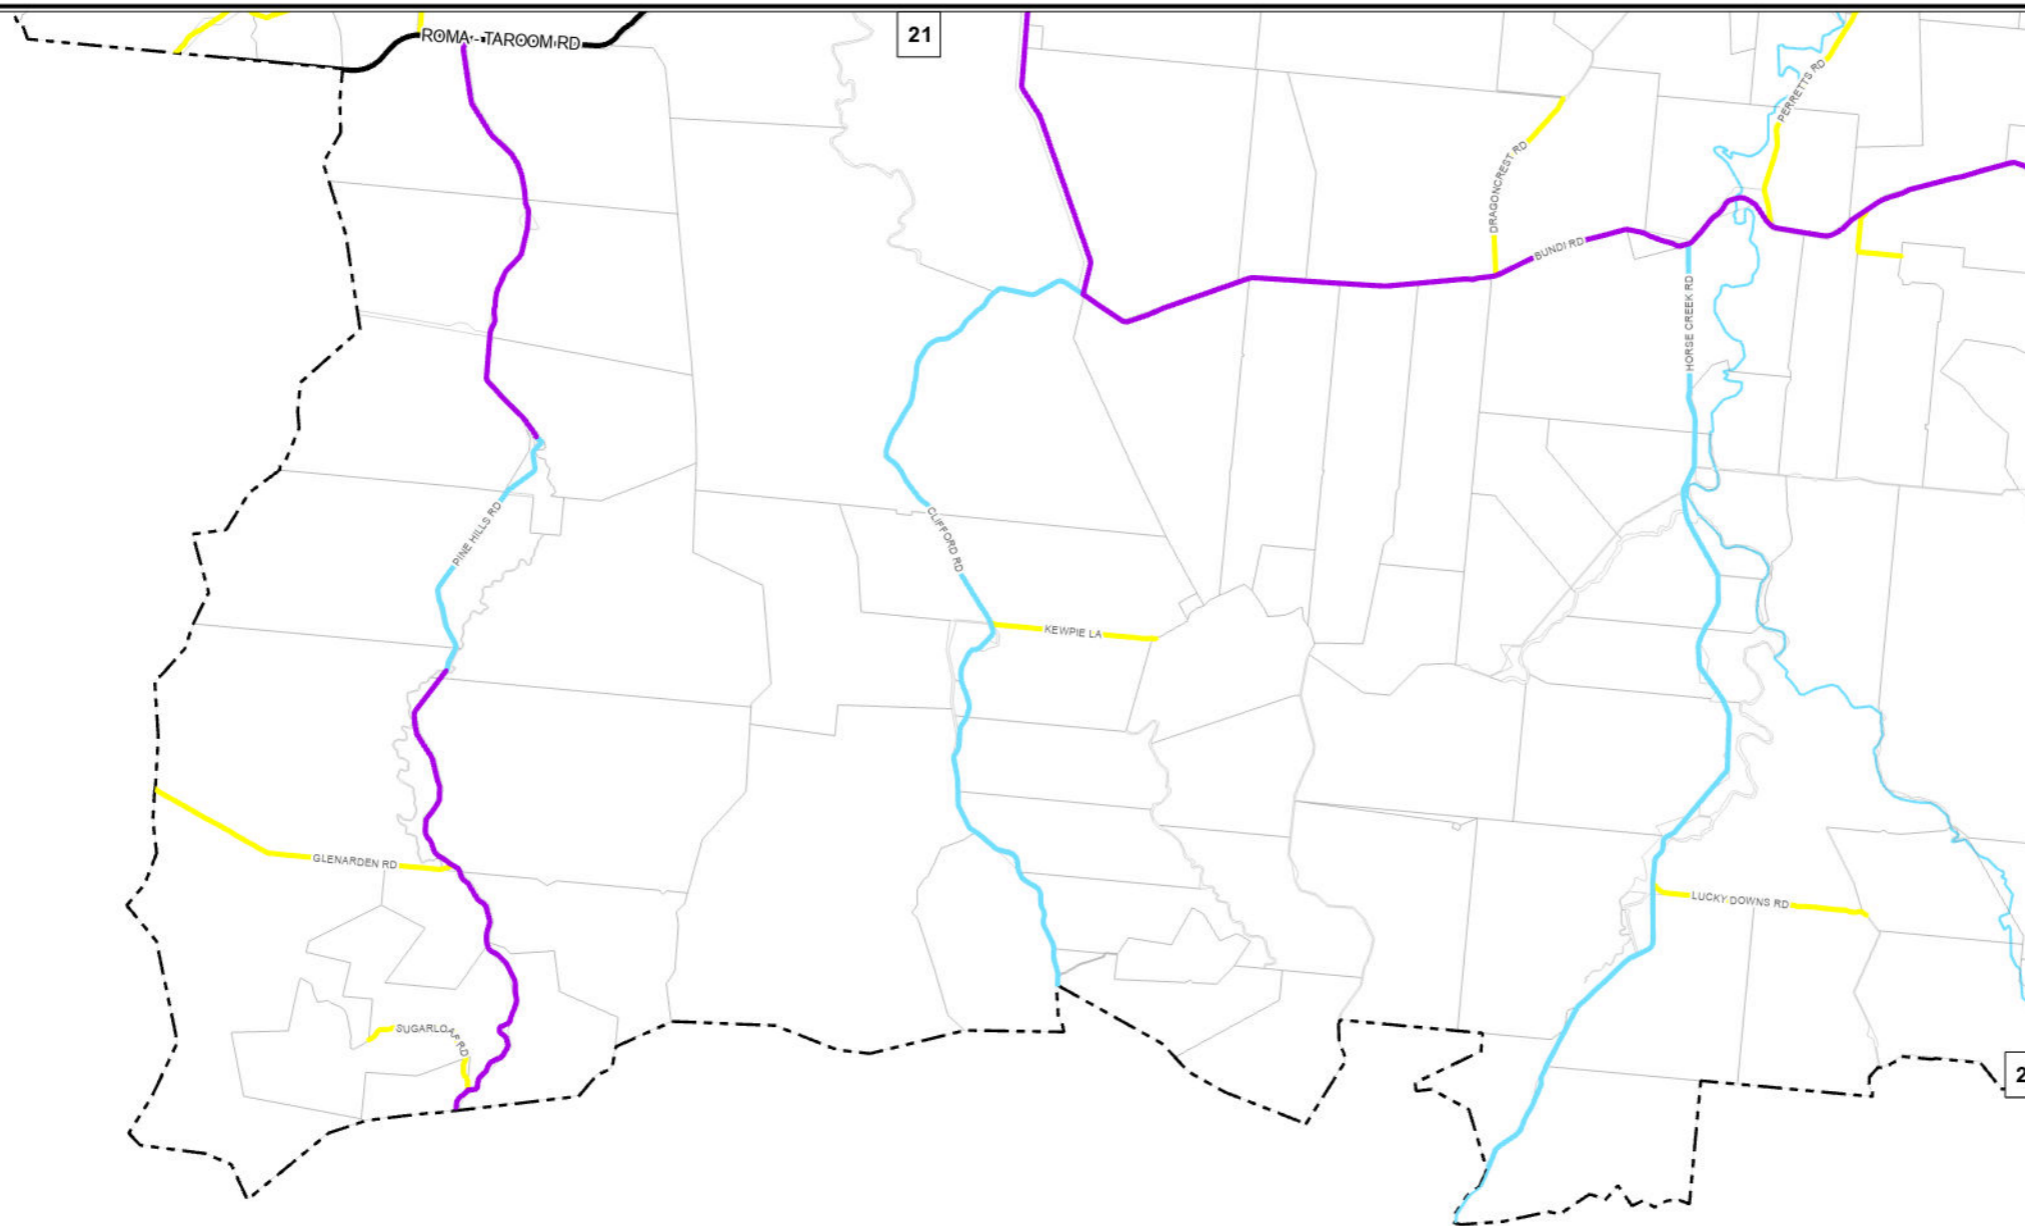 ROMA - TAROOM RD
21
PERRETTS RD
DRAGONCREST RD
BUNDI RD
HORSE CREEK RD
PINE HILLS RD
CLIFFORD RD
KEWPIE LA
GLENARDEN RD
LUCKY DOWNS RD
SUGARLOAF RD
2